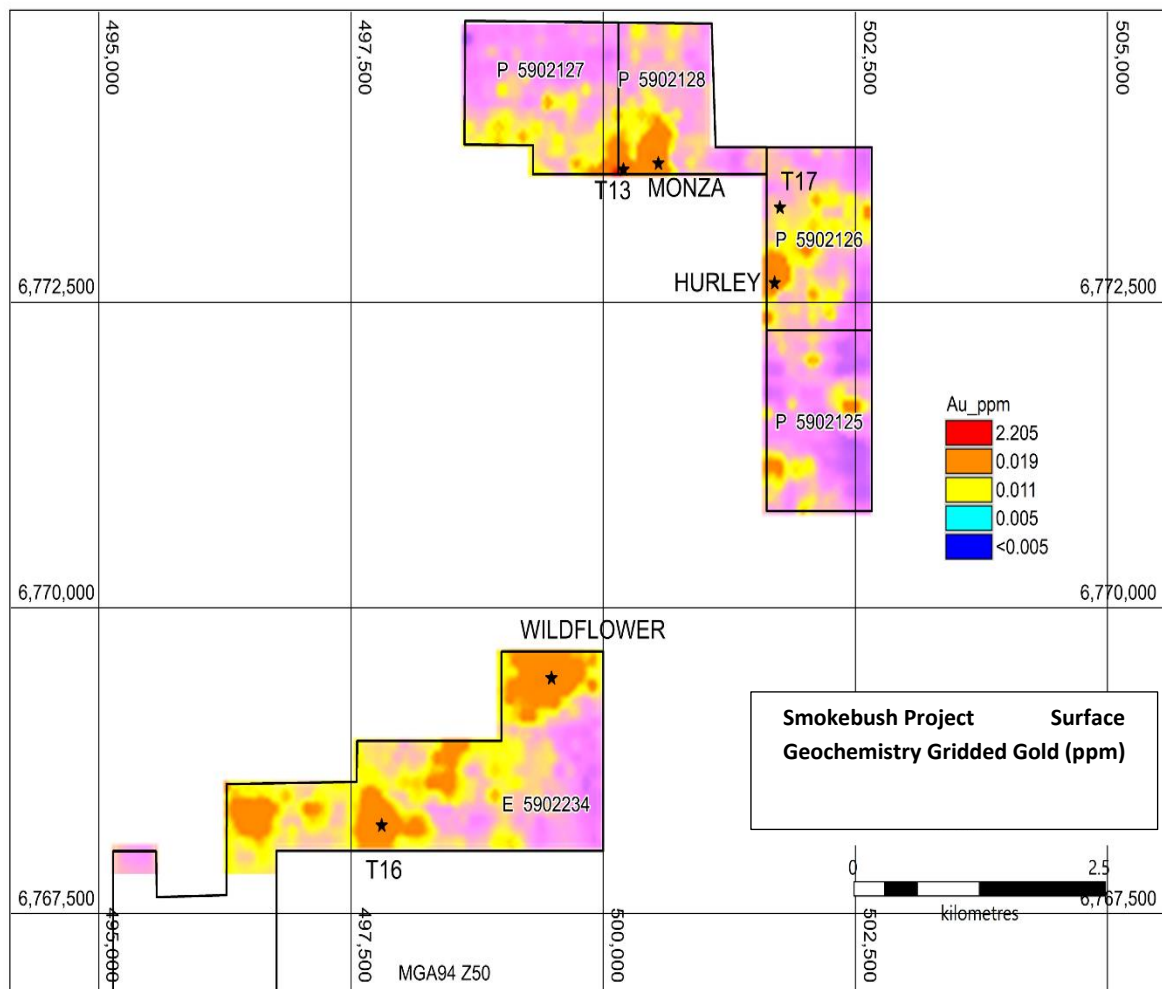 495,000
497,500
502,500
505,000
P 5902127
P 5902128
T13
MONZA
T17
P 5902126
HURLEY
6,772,500
6,772,500
Au_ppm
2.205
0.019
0.011
0.005
<0.005
P 5902125
6,770,000
6,770,000
WILDFLOWER
Smokebush Project Surface
Geochemistry Gridded Gold (ppm)
E 5902234
T16
0
2.5
kilometres
6,767,500
6,767,500
495,000
497,500
500,000
502,500
505,000
MGA94 Z50